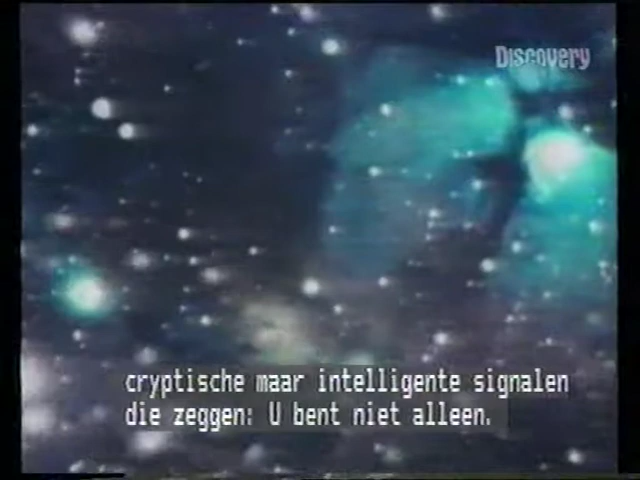 Discovery
cryptische maar intelligente signalen
die zeggen: U bent niet alleen.